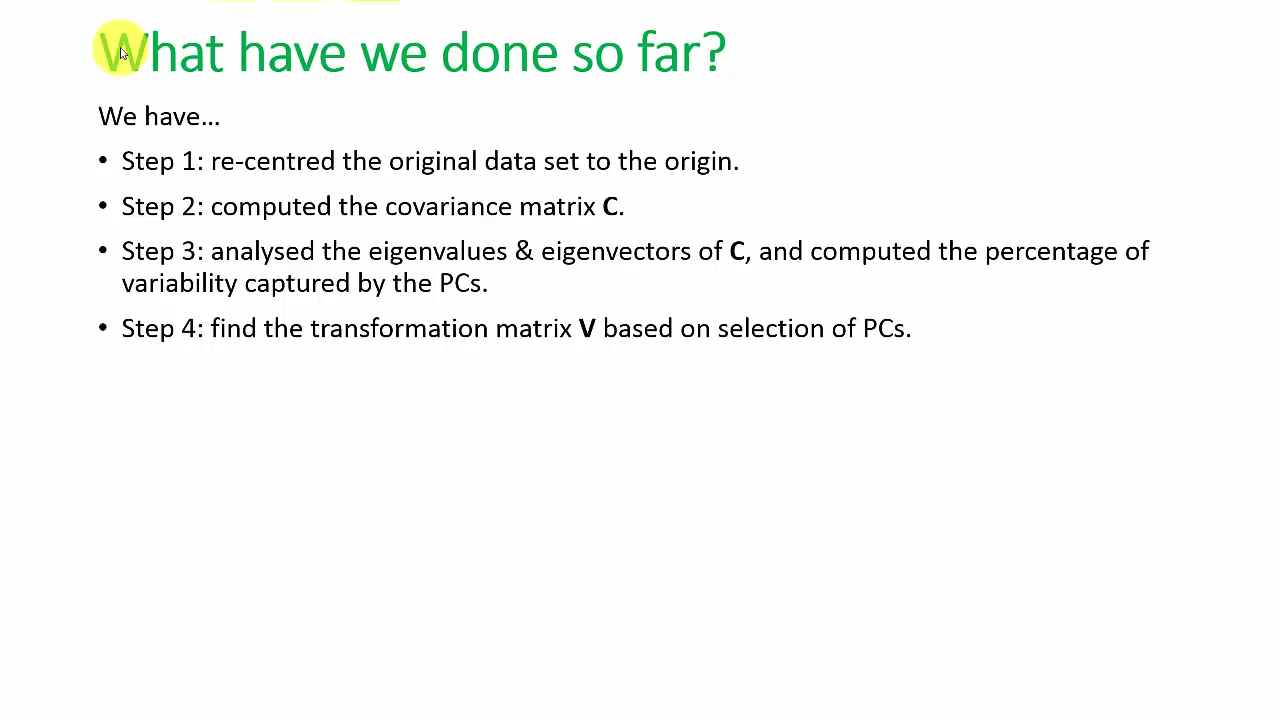 What have we done so far?
We have…
• Step 1: re-centred the original data set to the origin.
• Step 2: computed the covariance matrix C.
• Step 3: analysed the eigenvalues & eigenvectors of C, and computed the percentage of
variability captured by the PCs.
• Step 4: find the transformation matrix V based on selection of PCs.